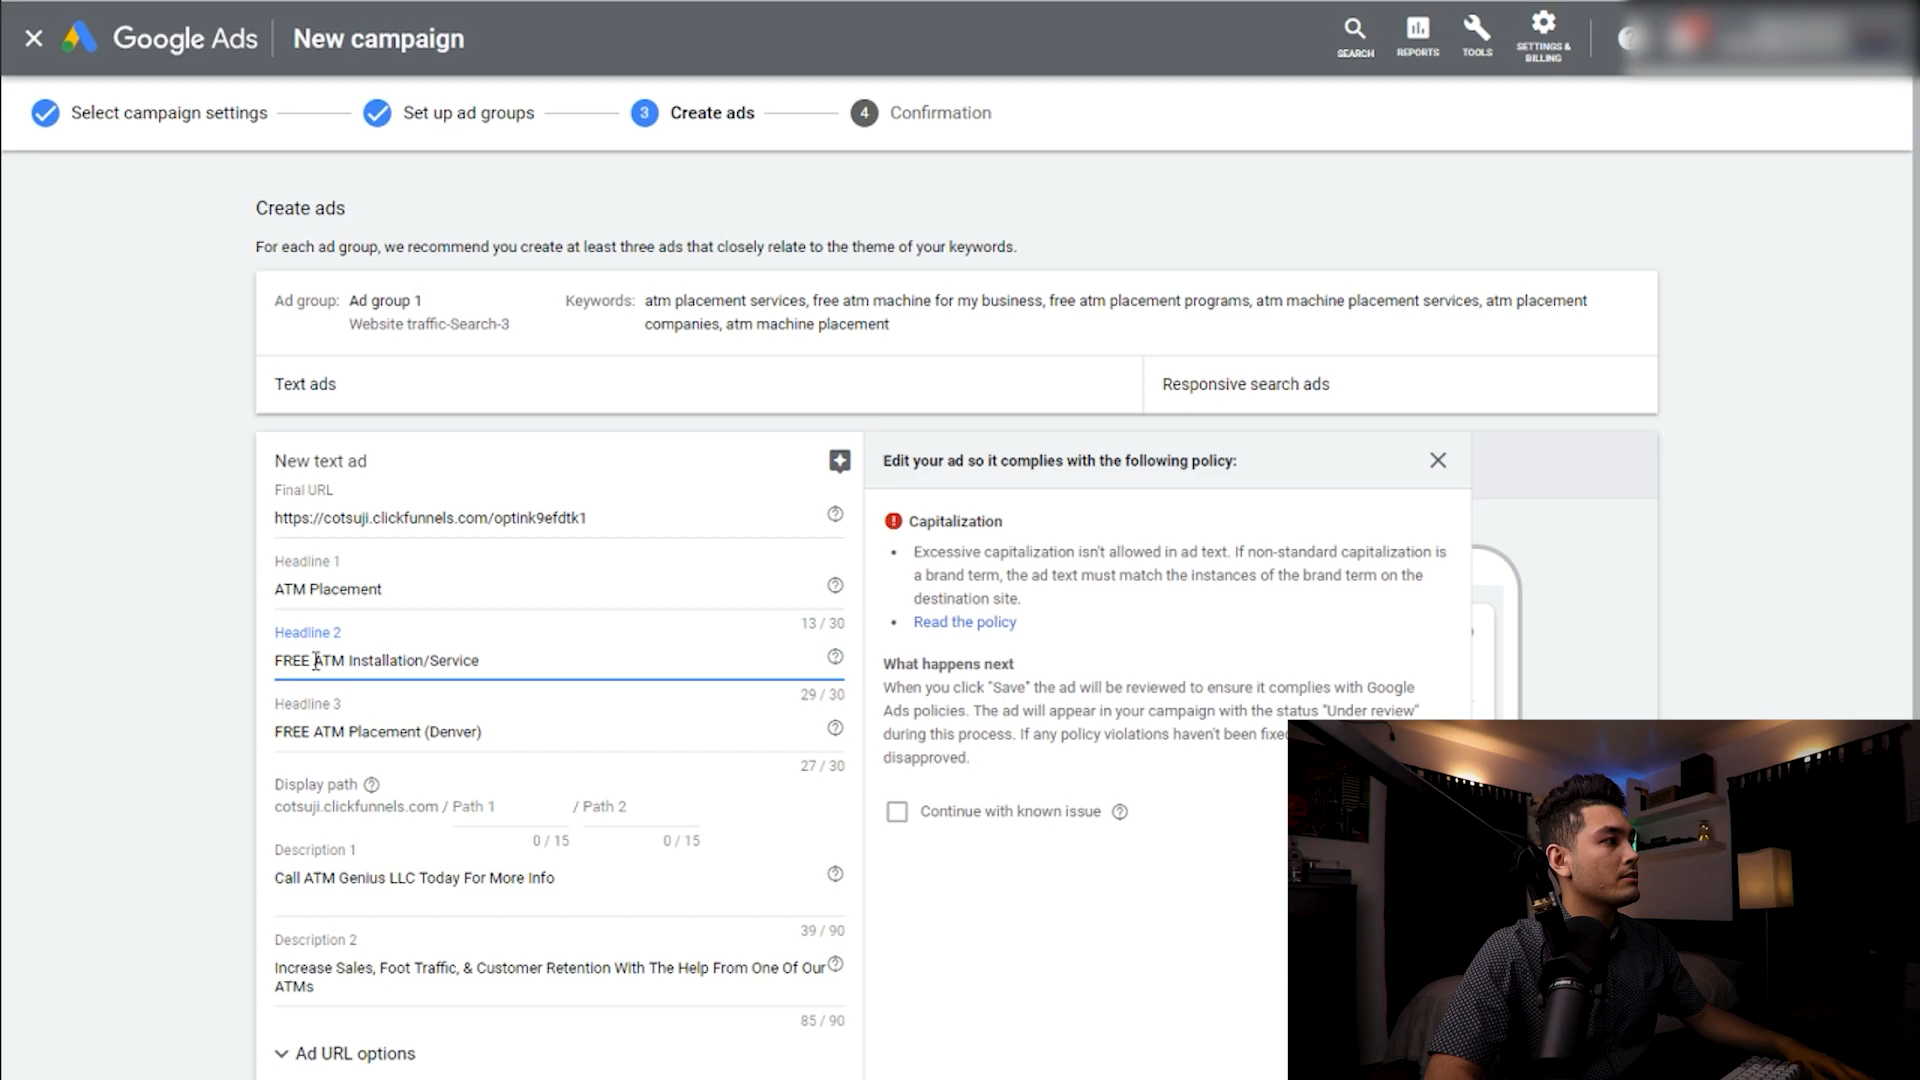 Google Ads
New campaign
SEARCH
REPORTS
TOOLS
SETTINGS &
BILLING
Select campaign settings
Set up ad groups
3 Create ads
4 Confirmation
Create ads
For each ad group, we recommend you create at least three ads that closely relate to the theme of your keywords.
Ad group: Ad group 1
Website traffic-Search-3
Keywords: atm placement services, free atm machine for my business, free atm placement programs, atm machine placement services, atm placement
companies, atm machine placement
Text ads
Responsive search ads
New text ad
Final URL
https://cotsuji.clickfunnels.com/optink9efdtk1
Headline 1
ATM Placement
13 / 30
Headline 2
FREE ATM Installation/Service
29 / 30
Headline 3
FREE ATM Placement (Denver)
27 / 30
Display path
cotsuji.clickfunnels.com / Path 1 / Path 2
0 / 15 0 / 15
Description 1
Call ATM Genius LLC Today For More Info
39 / 90
Description 2
Increase Sales, Foot Traffic, & Customer Retention With The Help From One Of Our
ATMs
85 / 90
Ad URL options
Edit your ad so it complies with the following policy:
Capitalization
• Excessive capitalization isn't allowed in ad text. If non-standard capitalization is
a brand term, the ad text must match the instances of the brand term on the
destination site.
• Read the policy
What happens next
When you click "Save" the ad will be reviewed to ensure it complies with Google
Ads policies. The ad will appear in your campaign with the status "Under review"
during this process. If any policy violations haven't been fixed
disapproved.
Continue with known issue